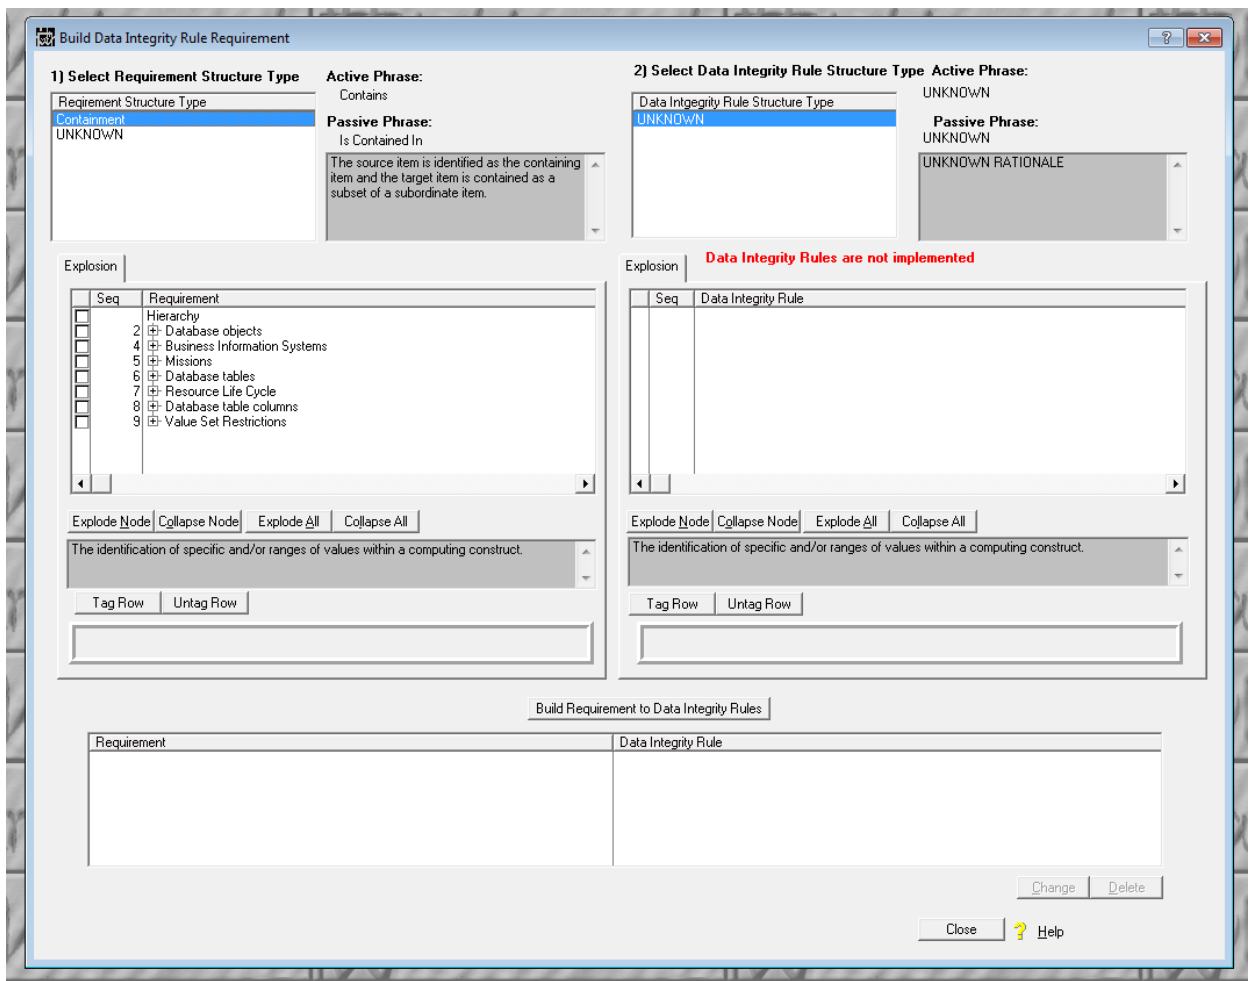 Build Data Integrity Rule Requirement
1) Select Requirement Structure Type
Active Phrase:
Contains
Reqirement Structure Type
Containment
UNKNOWN
Passive Phrase:
Is Contained In
The source item is identified as the containing
item and the target item is contained as a
subset of a subordinate item.
2) Select Data Integrity Rule Structure Type
Active Phrase:
UNKNOWN
Data Intgegrity Rule Structure Type
UNKNOWN
Passive Phrase:
UNKNOWN
UNKNOWN RATIONALE
Explosion
Seq Requirement
Hierarchy
2 Database objects
4 Business Information Systems
5 Missions
6 Database tables
7 Resource Life Cycle
8 Database table columns
9 Value Set Restrictions
Explode Node Collapse Node Explode All Collapse All
The identification of specific and/or ranges of values within a computing construct.
Tag Row Untag Row
Explosion
Data Integrity Rules are not implemented
Seq Data Integrity Rule
Explode Node Collapse Node Explode All Collapse All
The identification of specific and/or ranges of values within a computing construct.
Tag Row Untag Row
Build Requirement to Data Integrity Rules
Requirement Data Integrity Rule
Change Delete
Close ? Help